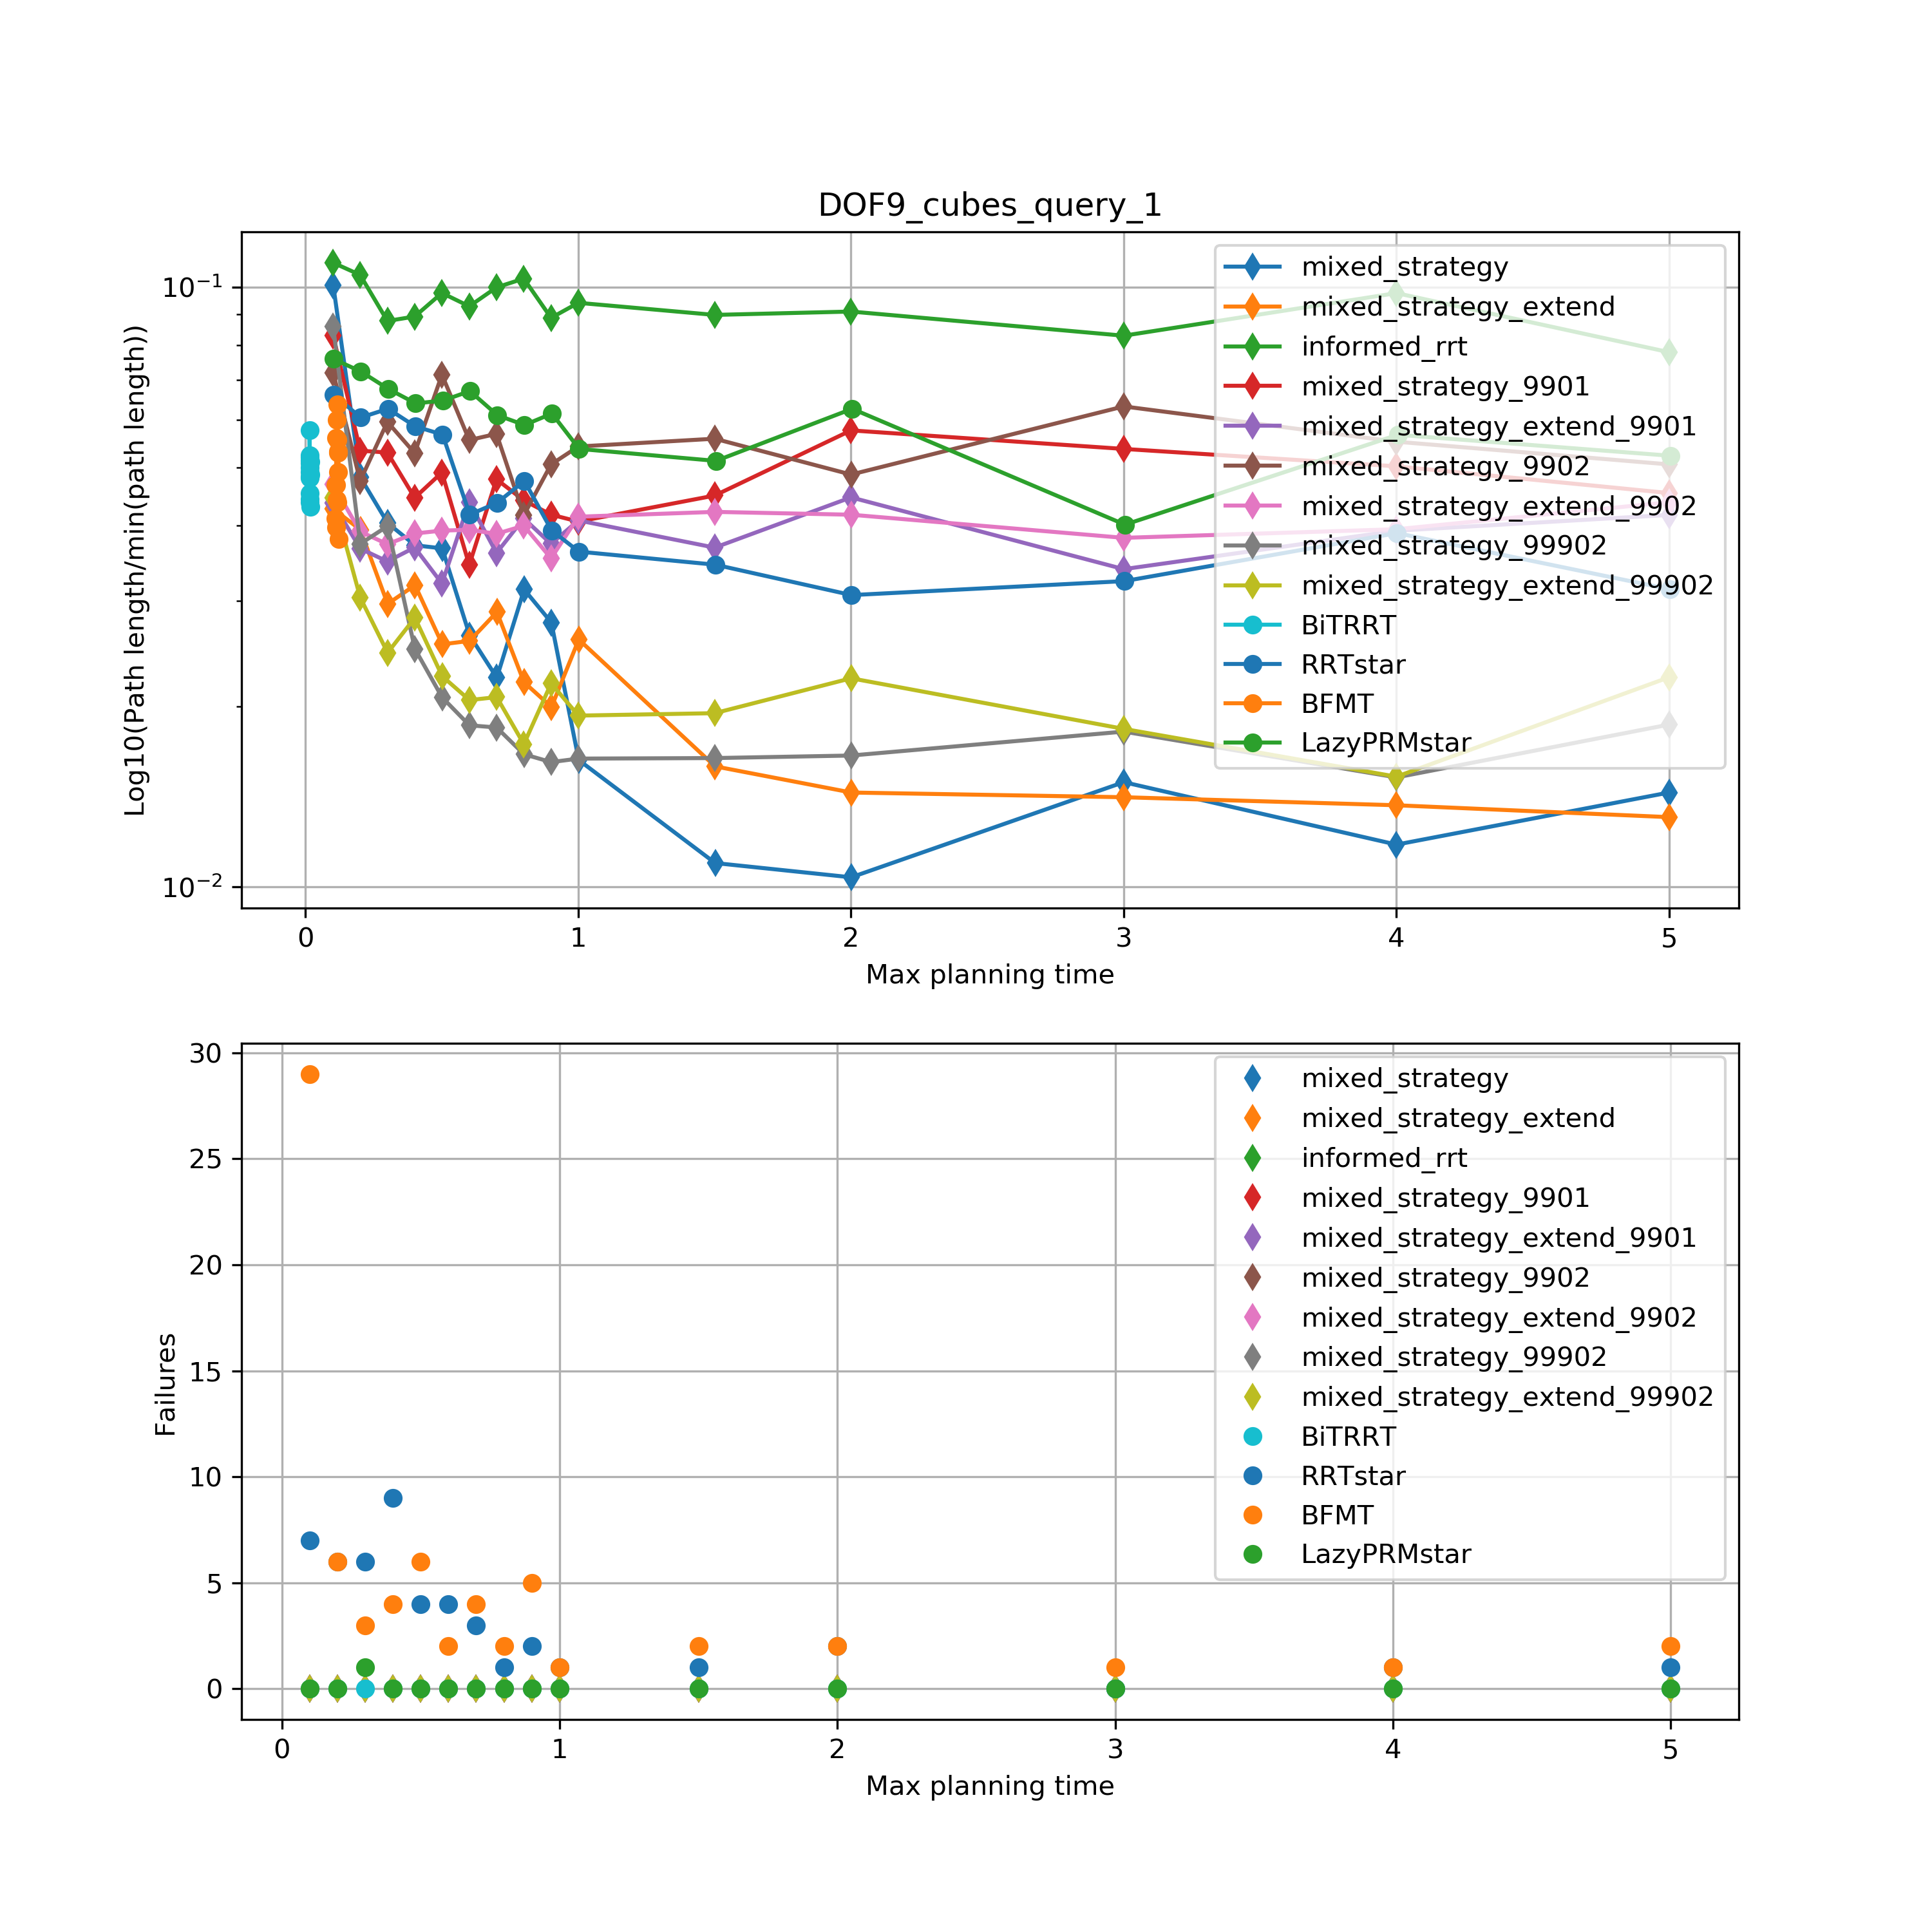 DOF9_cubes_query_1
Log10(Path length/min(path length))
10⁻¹
10⁻²
mixed_strategy
mixed_strategy_extend
informed_rrt
mixed_strategy_9901
mixed_strategy_extend_9901
mixed_strategy_9902
mixed_strategy_extend_9902
mixed_strategy_99902
mixed_strategy_extend_99902
BiTRRT
RRTstar
BFMT
LazyPRMstar
0 1 2 3 4 5
Max planning time
Failures
30
25
20
15
10
5
0
mixed_strategy
mixed_strategy_extend
informed_rrt
mixed_strategy_9901
mixed_strategy_extend_9901
mixed_strategy_9902
mixed_strategy_extend_9902
mixed_strategy_99902
mixed_strategy_extend_99902
BiTRRT
RRTstar
BFMT
LazyPRMstar
0 1 2 3 4 5
Max planning time